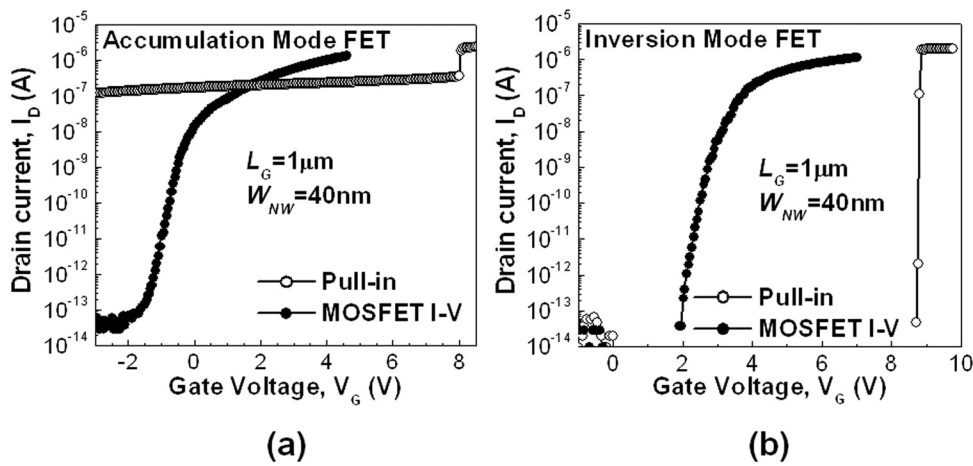 Accumulation Mode FET
Drain current, I_D (A)
10^-5
10^-6
10^-7
10^-8
10^-9
10^-10
10^-11
10^-12
10^-13
10^-14
L_G=1μm
W_NW=40nm
Pull-in
MOSFET I-V
-2 0 2 4 6 8
Gate Voltage, V_G (V)
(a)
Inversion Mode FET
Drain current, I_D (A)
10^-5
10^-6
10^-7
10^-8
10^-9
10^-10
10^-11
10^-12
10^-13
10^-14
L_G=1μm
W_NW=40nm
Pull-in
MOSFET I-V
0 2 4 6 8 10
Gate Voltage, V_G (V)
(b)